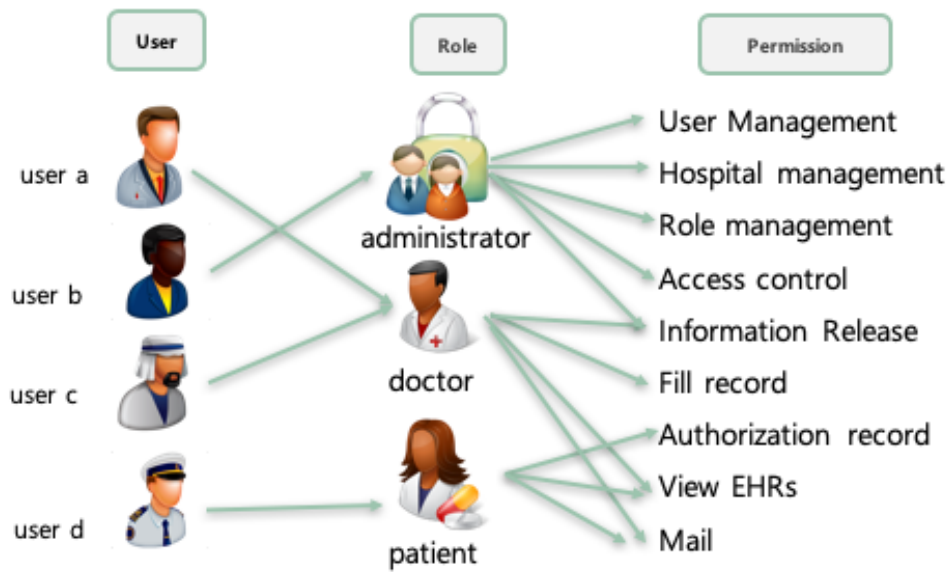 User
Role
Permission
user a
user b
user c
user d
administrator
doctor
patient
User Management
Hospital management
Role management
Access control
Information Release
Fill record
Authorization record
View EHRs
Mail